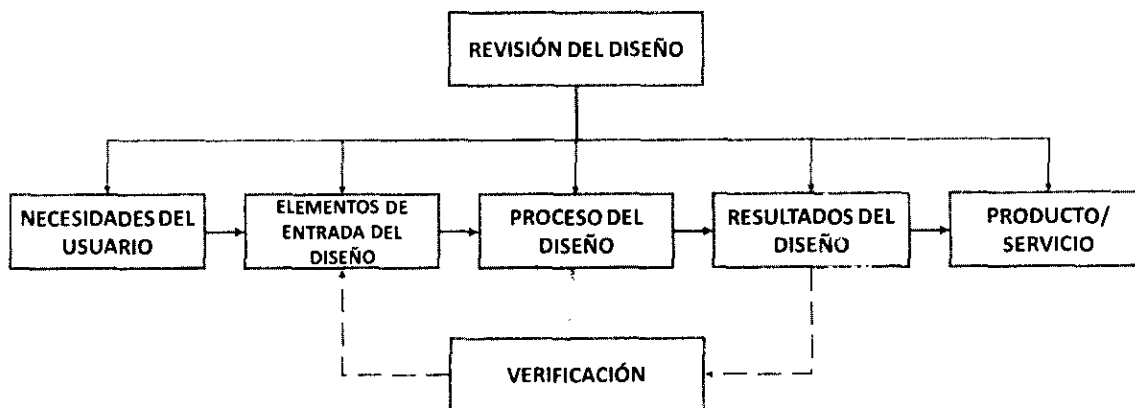 REVISIÓN DEL DISEÑO
NECESIDADES DEL
USUARIO
ELEMENTOS DE
ENTRADA DEL
DISEÑO
PROCESO DEL
DISEÑO
RESULTADOS DEL
DISEÑO
PRODUCTO/
SERVICIO
VERIFICACIÓN